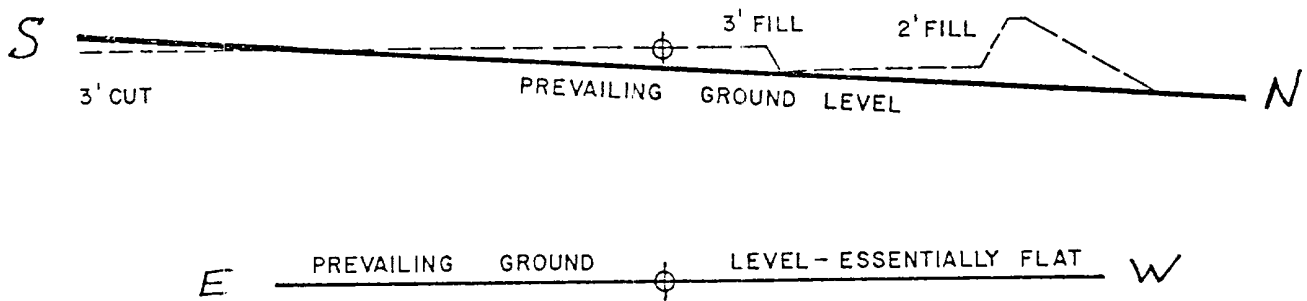 S 3' FILL 2' FILL
3' CUT PREVAILING GROUND LEVEL N
E PREVAILING GROUND LEVEL - ESSENTIALLY FLAT W